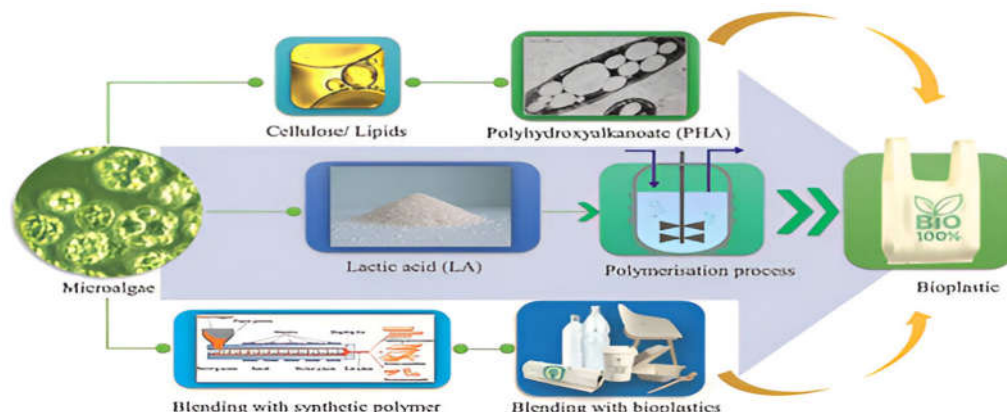 Cellulose/ Lipids
Polyhydroxyalkanoate (PHA)
BIO
100%
Lactic acid (LA)
Polymerisation process
Microalgae
Bioplastic
Blending with synthetic polymer
Blending with bioplastics